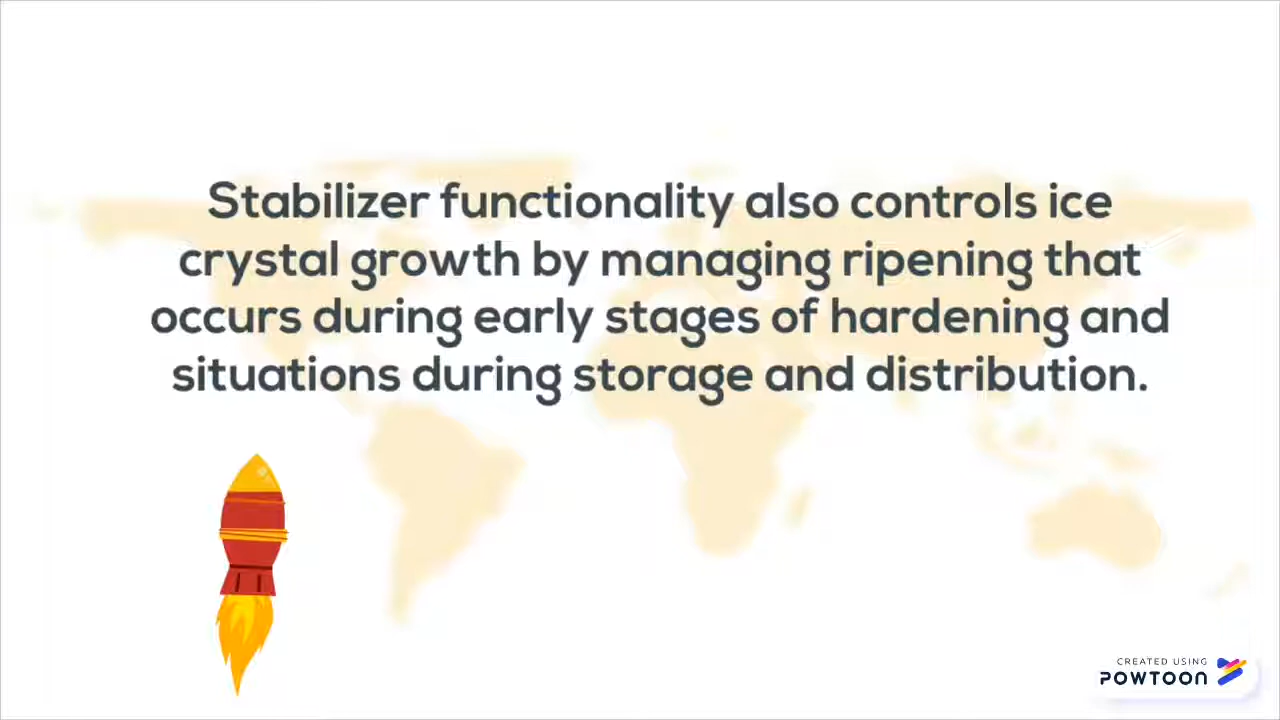 Stabilizer functionality also controls ice
crystal growth by managing ripening that
occurs during early stages of hardening and
situations during storage and distribution.
CREATED USING
POWTOON